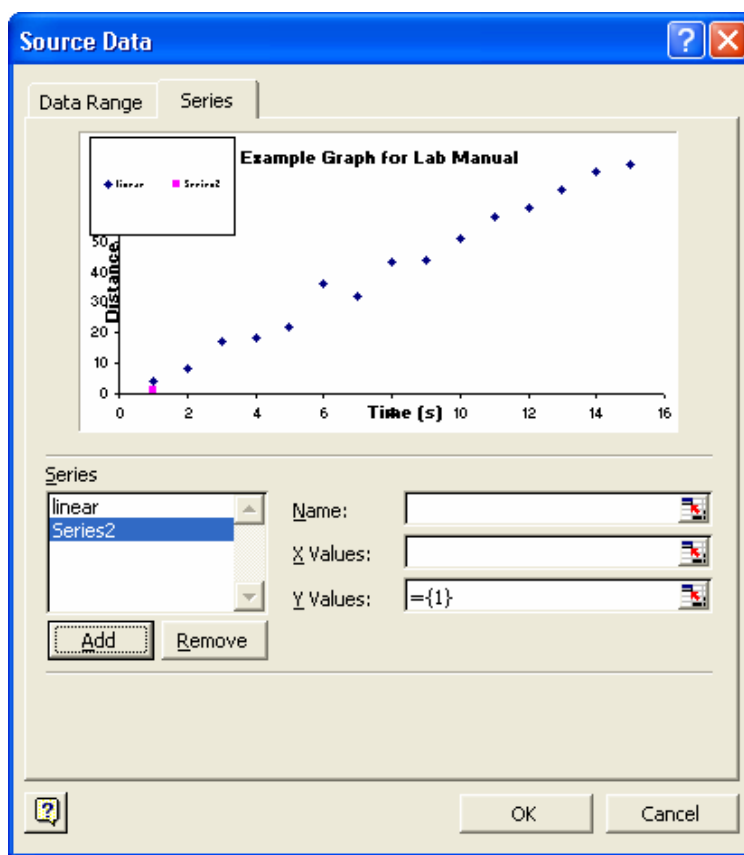 Source Data
Data Range Series
Example Graph for Lab Manual
linear Series2
Distance
50
40
30
20
10
0
0 2 4 6 8 10 12 14 16
Time (s)
Series
linear
Series2
Name:
X Values:
Y Values: ={1}
Add Remove
OK Cancel